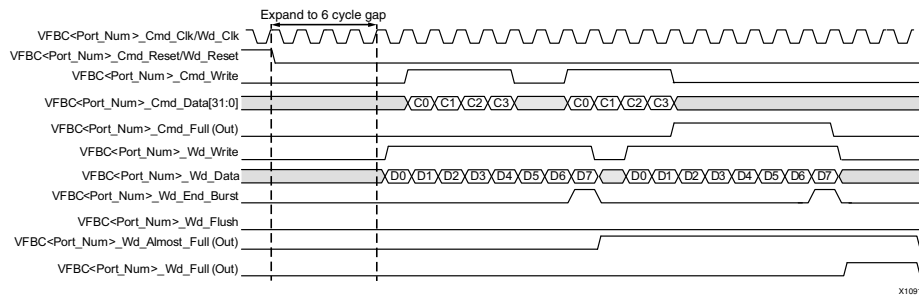 Expand to 6 cycle gap
VFBC<Port_Num>_Cmd_Clk/Wd_Clk
VFBC<Port_Num>_Cmd_Reset/Wd_Reset
VFBC<Port_Num>_Cmd_Write
VFBC<Port_Num>_Cmd_Data[31:0] C0 C1 C2 C3 C0 C1 C2 C3
VFBC<Port_Num>_Cmd_Full (Out)
VFBC<Port_Num>_Wd_Write
VFBC<Port_Num>_Wd_Data D0 D1 D2 D3 D4 D5 D6 D7 D0 D1 D2 D3 D4 D5 D6 D7
VFBC<Port_Num>_Wd_End_Burst
VFBC<Port_Num>_Wd_Flush
VFBC<Port_Num>_Wd_Almost_Full (Out)
VFBC<Port_Num>_Wd_Full (Out)